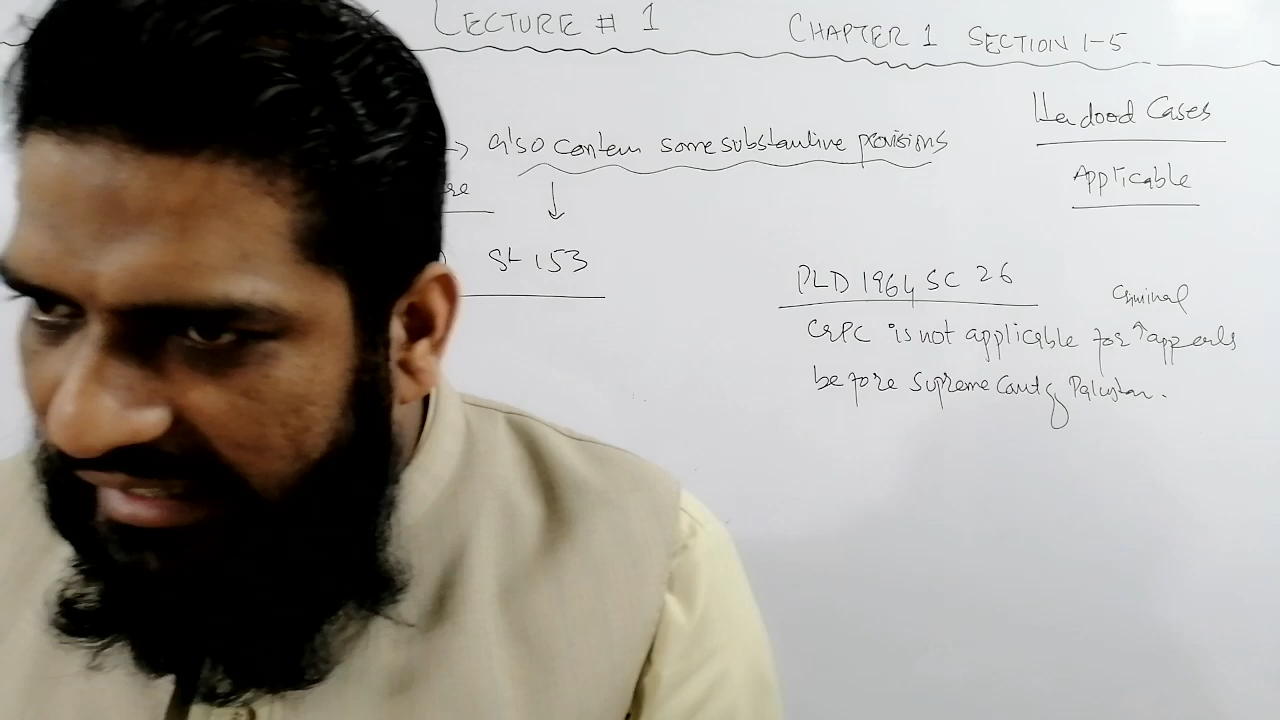 LECTURE # 1
CHAPTER 1 SECTION 1-5
→ also contain some substantive provisions
Hudood Cases
Applicable
153
PLD 1964 SC 26
Criminal
CrPC is not applicable for ↑ appeals
before Supreme Court of Pakistan.